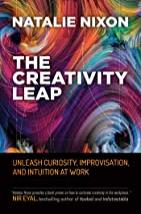 NATALIE NIXON
THE
CREATIVITY
LEAP
UNLEASH CURIOSITY, IMPROVISATION,
AND INTUITION AT WORK
NIR EYAL, bestselling author of Hooked and Indistractable